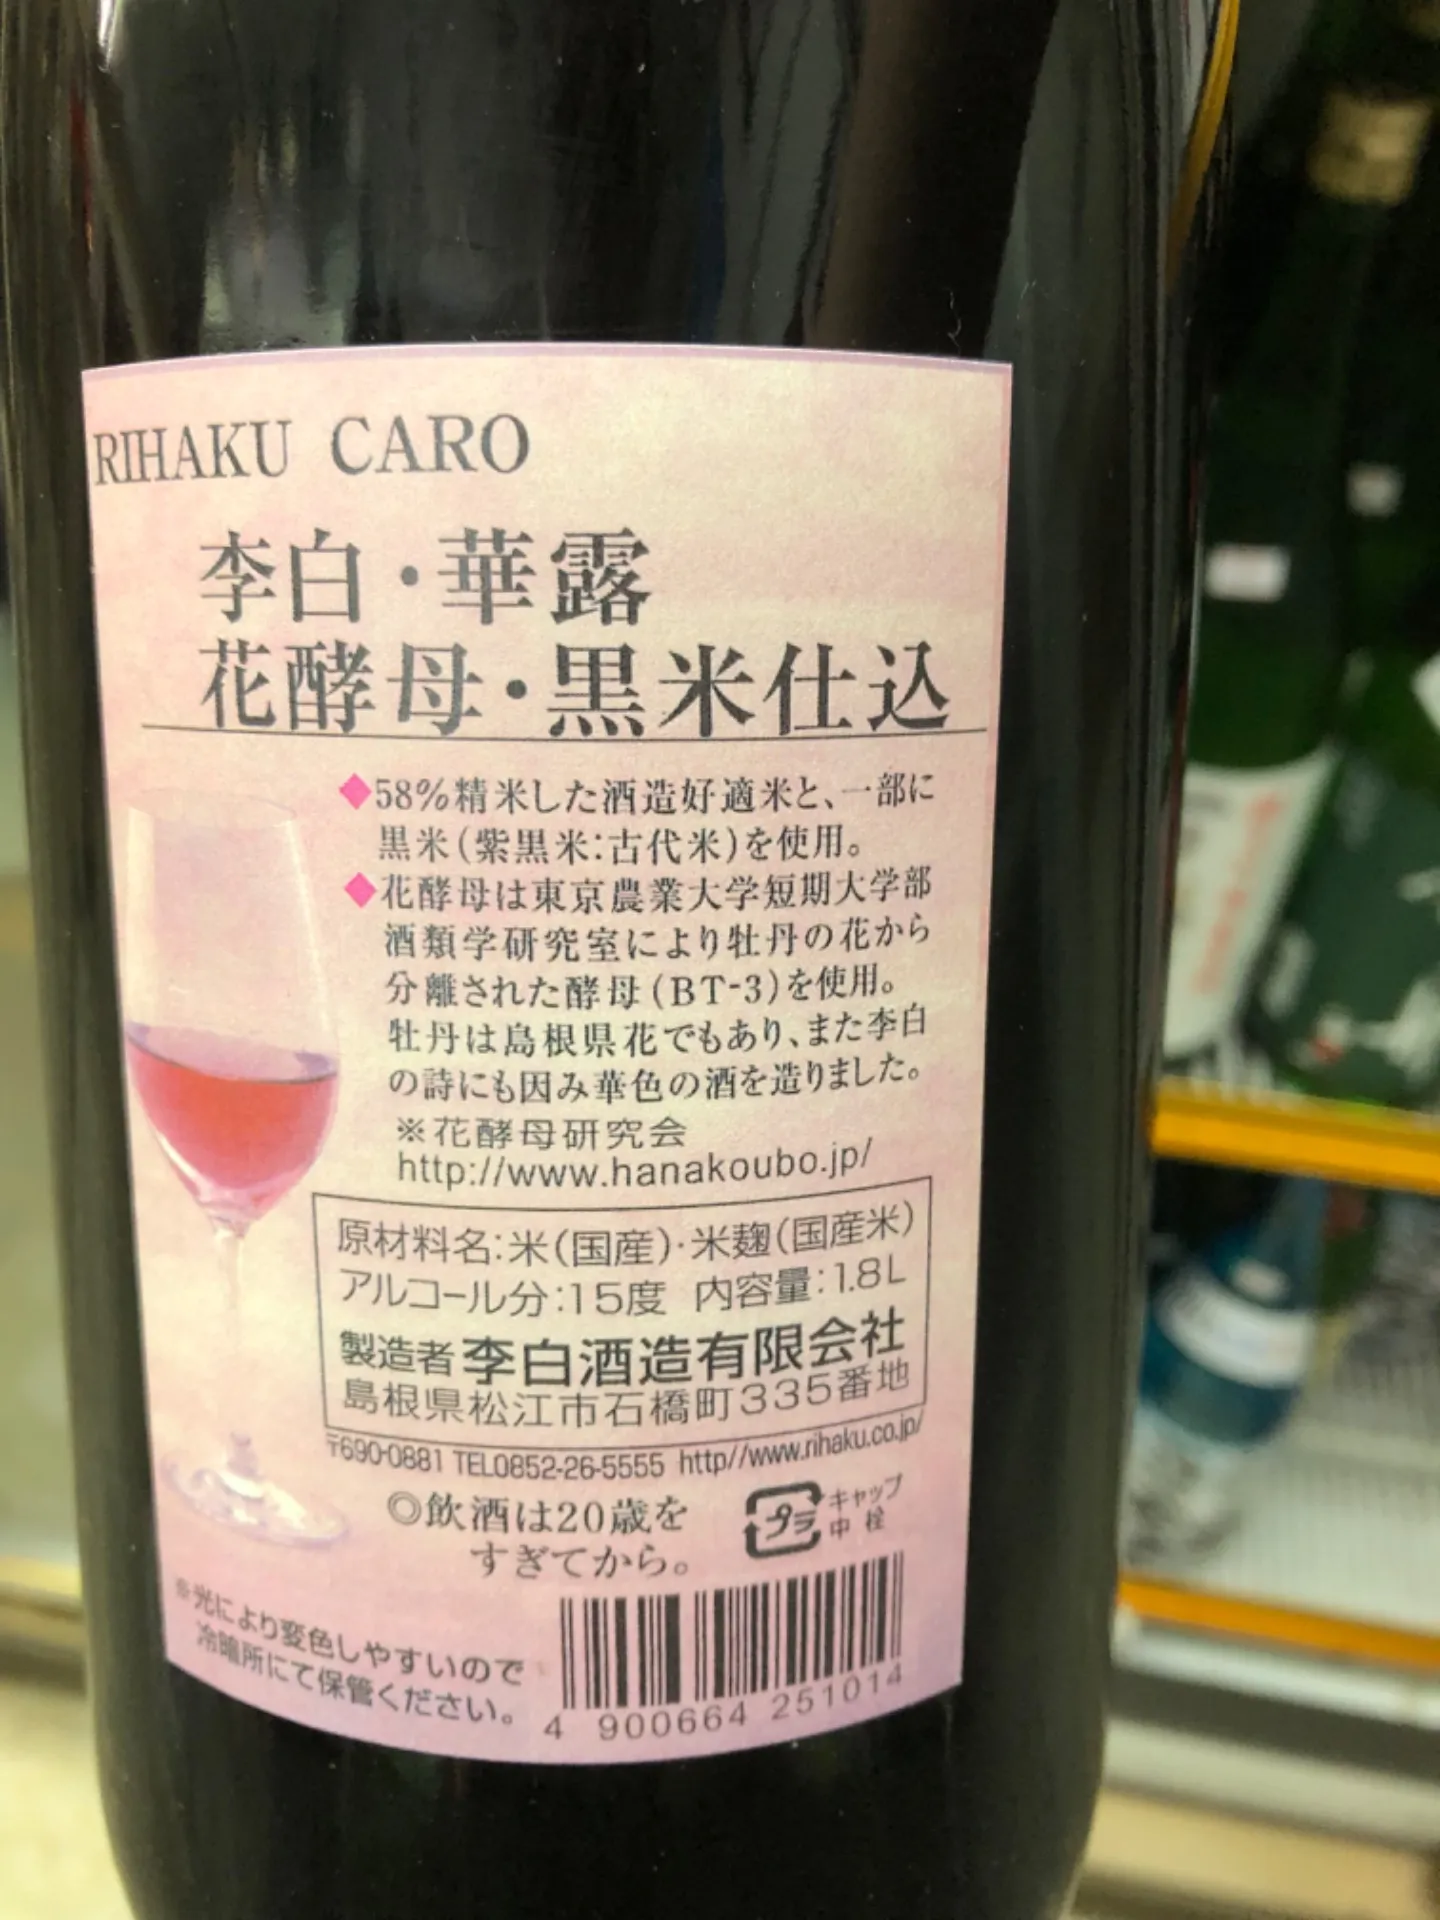 RIHAKU CARO
李白・華露
花酵母・黒米仕込
◆58%精米した酒造好適米と、一部に
黒米(紫黒米:古代米)を使用。
◆花酵母は東京農業大学短期大学部
酒類学研究室により牡丹の花から
分離された酵母(BT-3)を使用。
牡丹は島根県花でもあり、また李白
の詩にも因み華色の酒を造りました。
※花酵母研究会
http://www.hanakoubo.jp/
原材料名:米(国産)・米麹(国産米)
アルコール分:15度 内容量:1.8L
製造者 李白酒造有限会社
島根県松江市石橋町335番地
〒690-0881 TEL0852-26-5555 http//www.rihaku.co.jp/
◎飲酒は20歳を
すぎてから。
プラ
キャップ
中栓
※光により変色しやすいので
冷暗所にて保管ください。
4 900664 251014